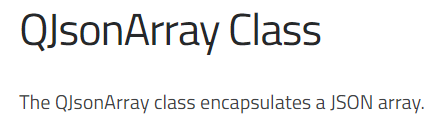 QJsonArray Class
The QJsonArray class encapsulates a JSON array.